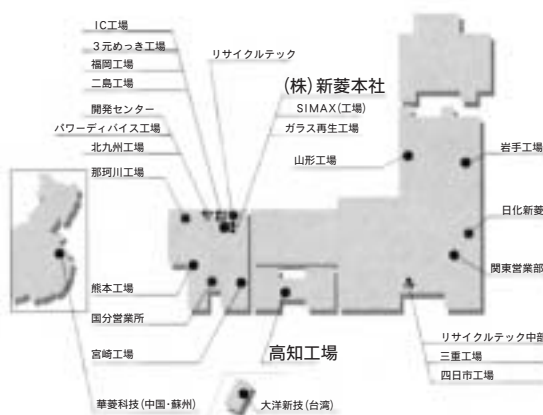 IC工場
3元めっき工場
福岡工場
二島工場
開発センター
パワーディバイス工場
北九州工場
那珂川工場
リサイクルテック
(株)新菱本社
SIMAX(工場)
ガラス再生工場
山形工場
岩手工場
日化新菱
関東営業部
熊本工場
国分営業所
宮崎工場
高知工場
リサイクルテック中部
三重工場
四日市工場
華菱科技(中国・蘇州)
大洋新技(台湾)